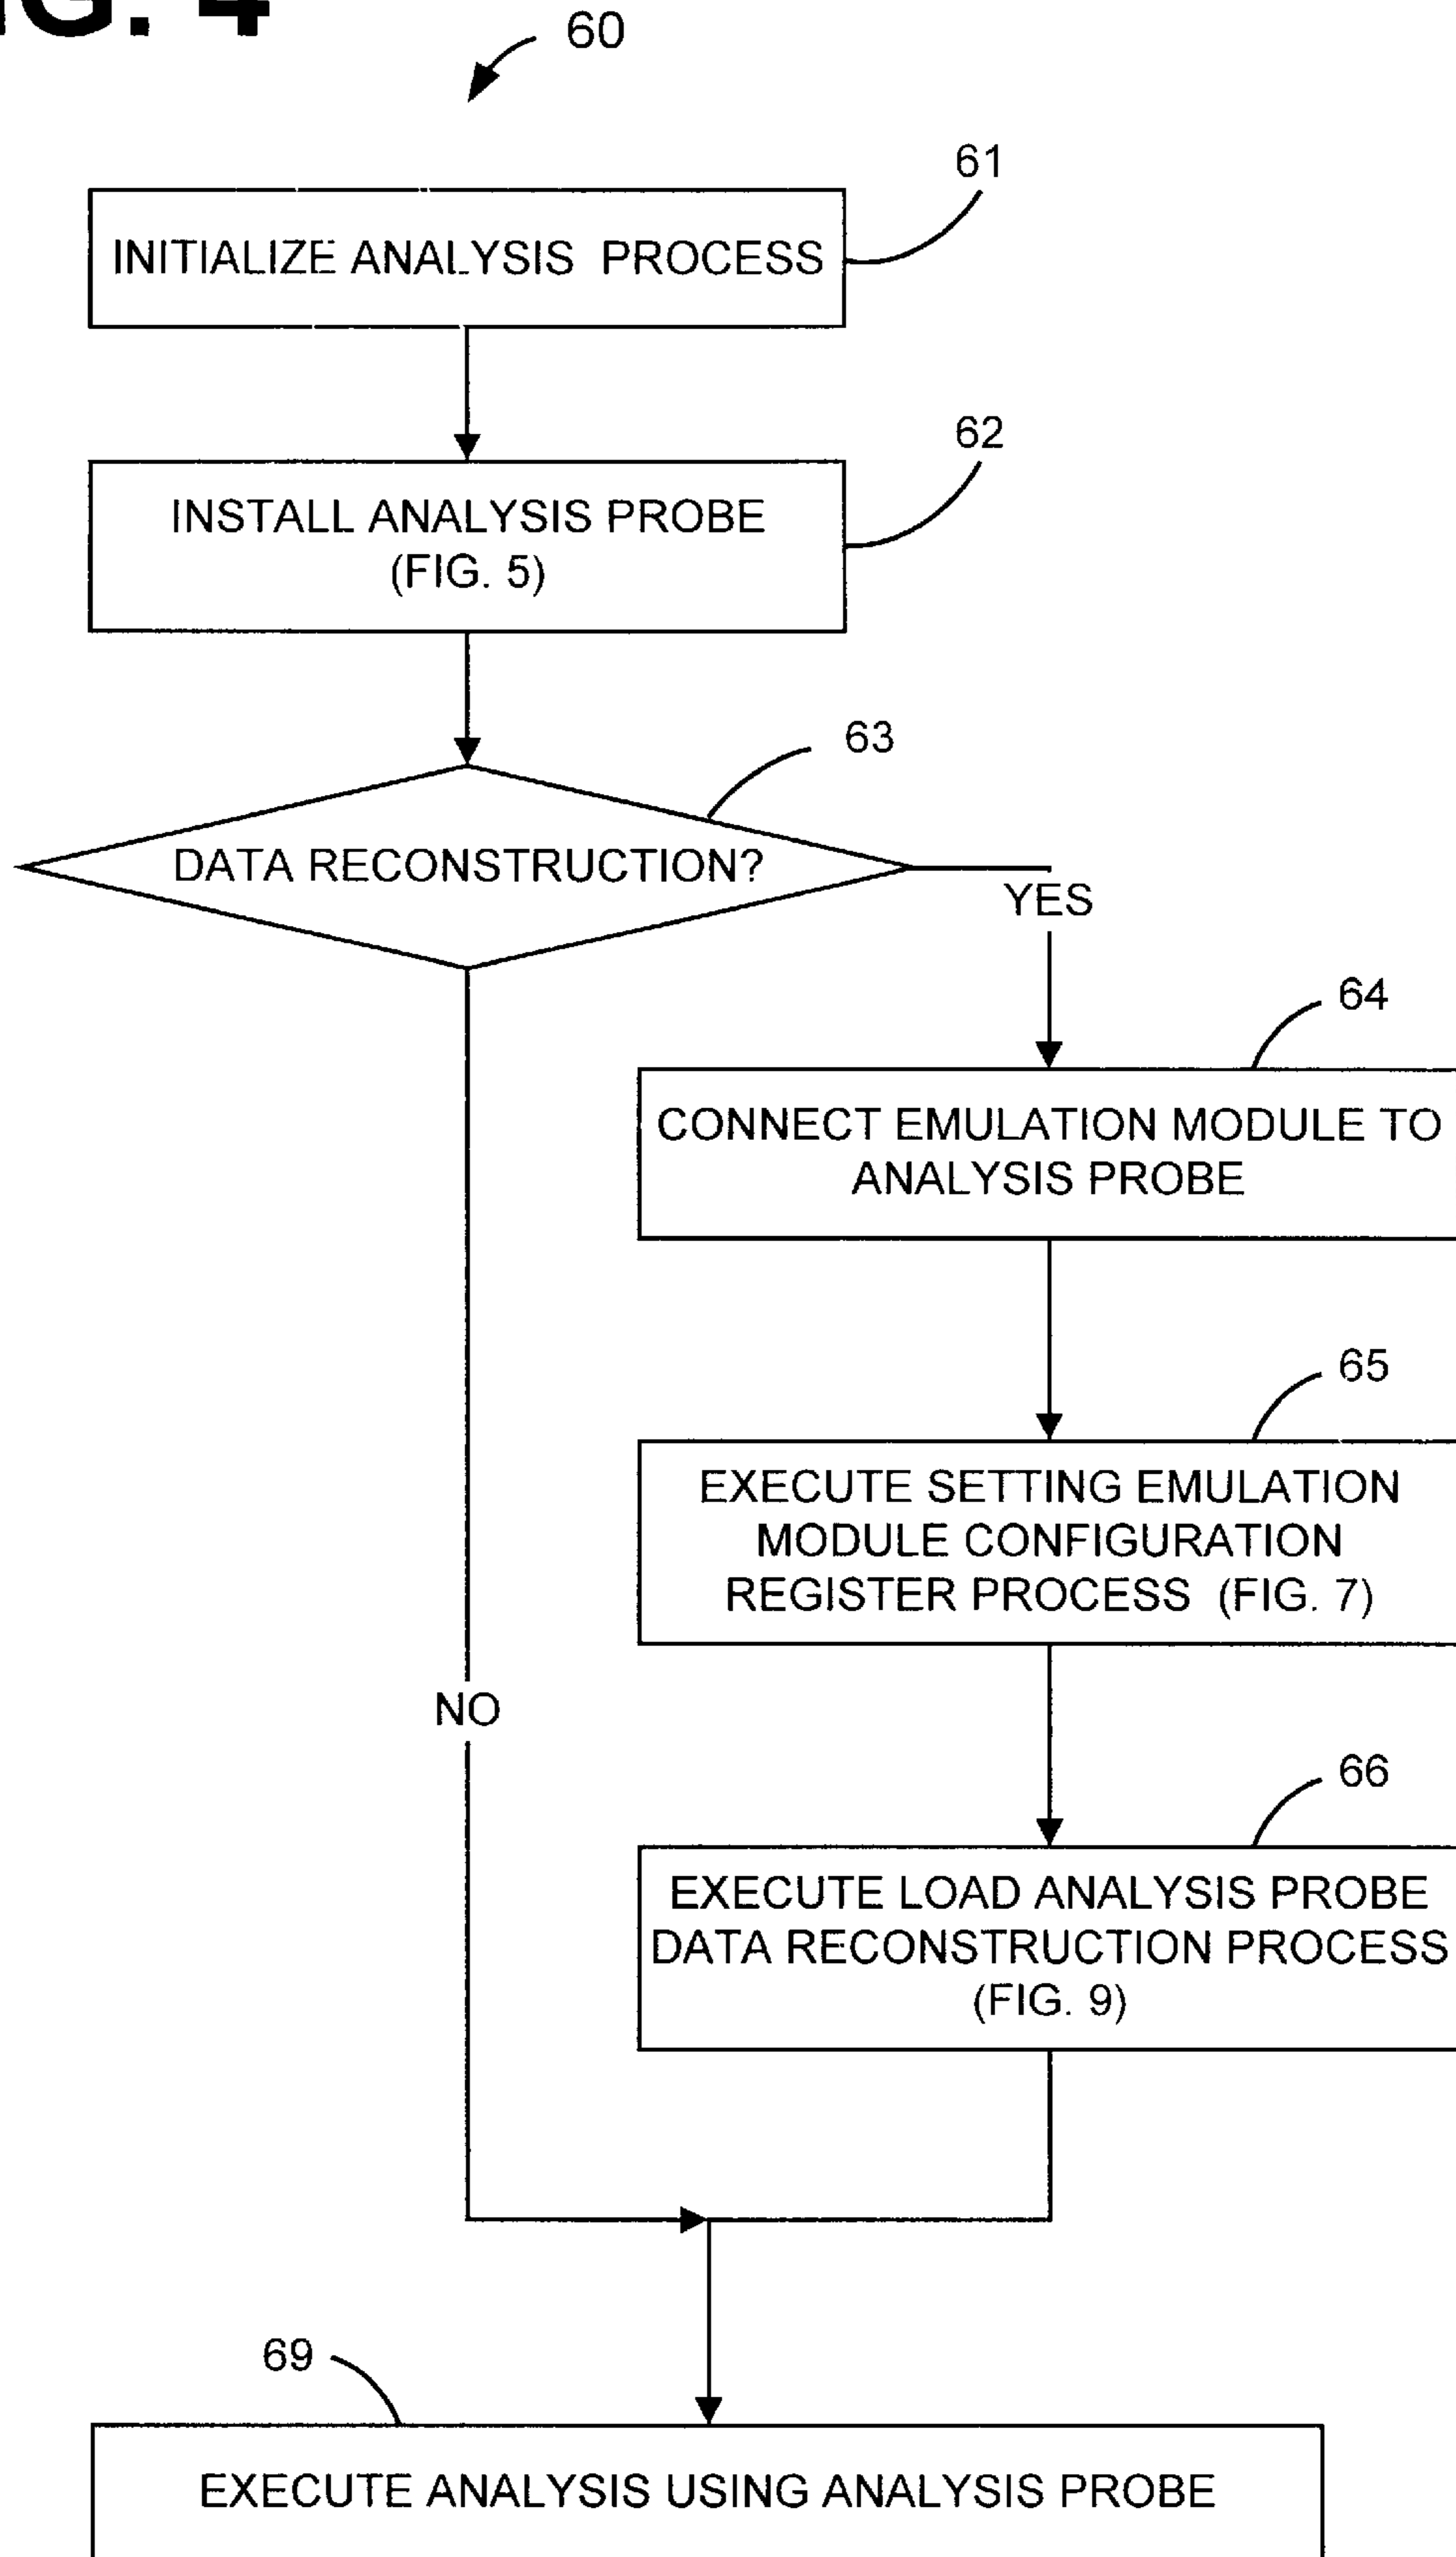 FIG. 4
60
61
INITIALIZE ANALYSIS PROCESS
62
INSTALL ANALYSIS PROBE
(FIG. 5)
63
DATA RECONSTRUCTION?
YES
64
CONNECT EMULATION MODULE TO
ANALYSIS PROBE
65
EXECUTE SETTING EMULATION
MODULE CONFIGURATION
REGISTER PROCESS (FIG. 7)
NO
66
EXECUTE LOAD ANALYSIS PROBE
DATA RECONSTRUCTION PROCESS
(FIG. 9)
69
EXECUTE ANALYSIS USING ANALYSIS PROBE